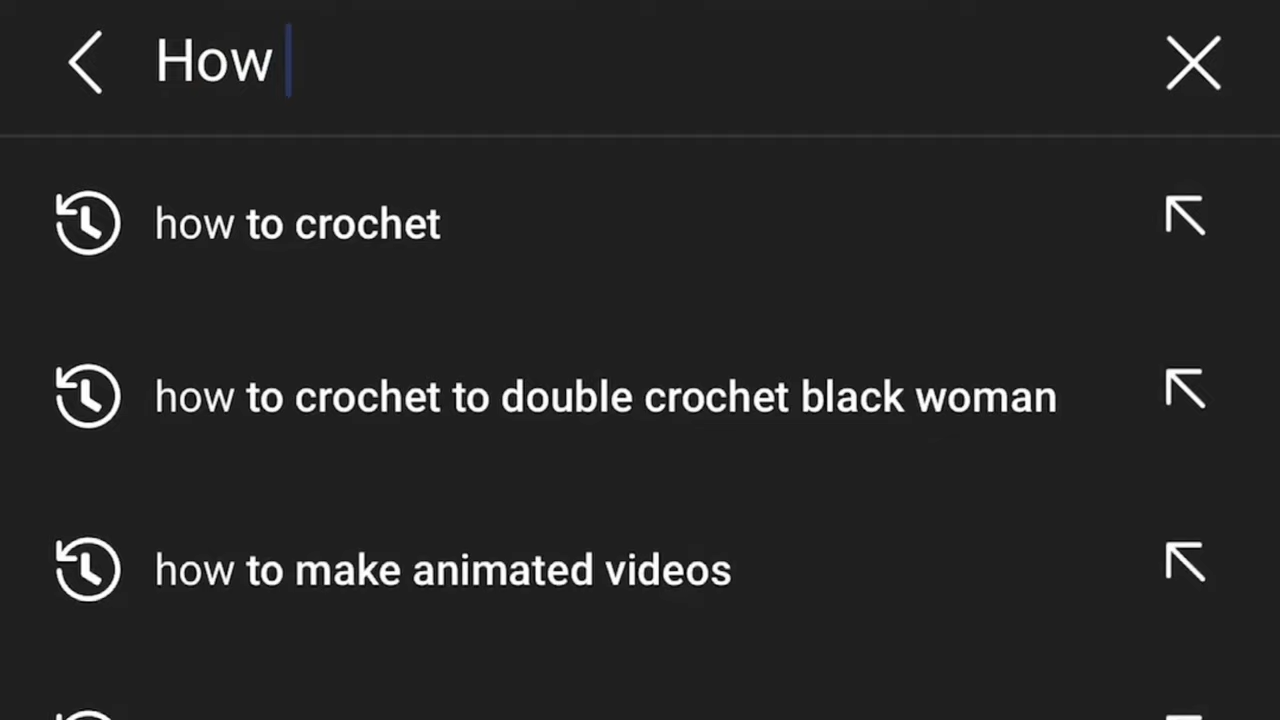 How
how to crochet
how to crochet to double crochet black woman
how to make animated videos